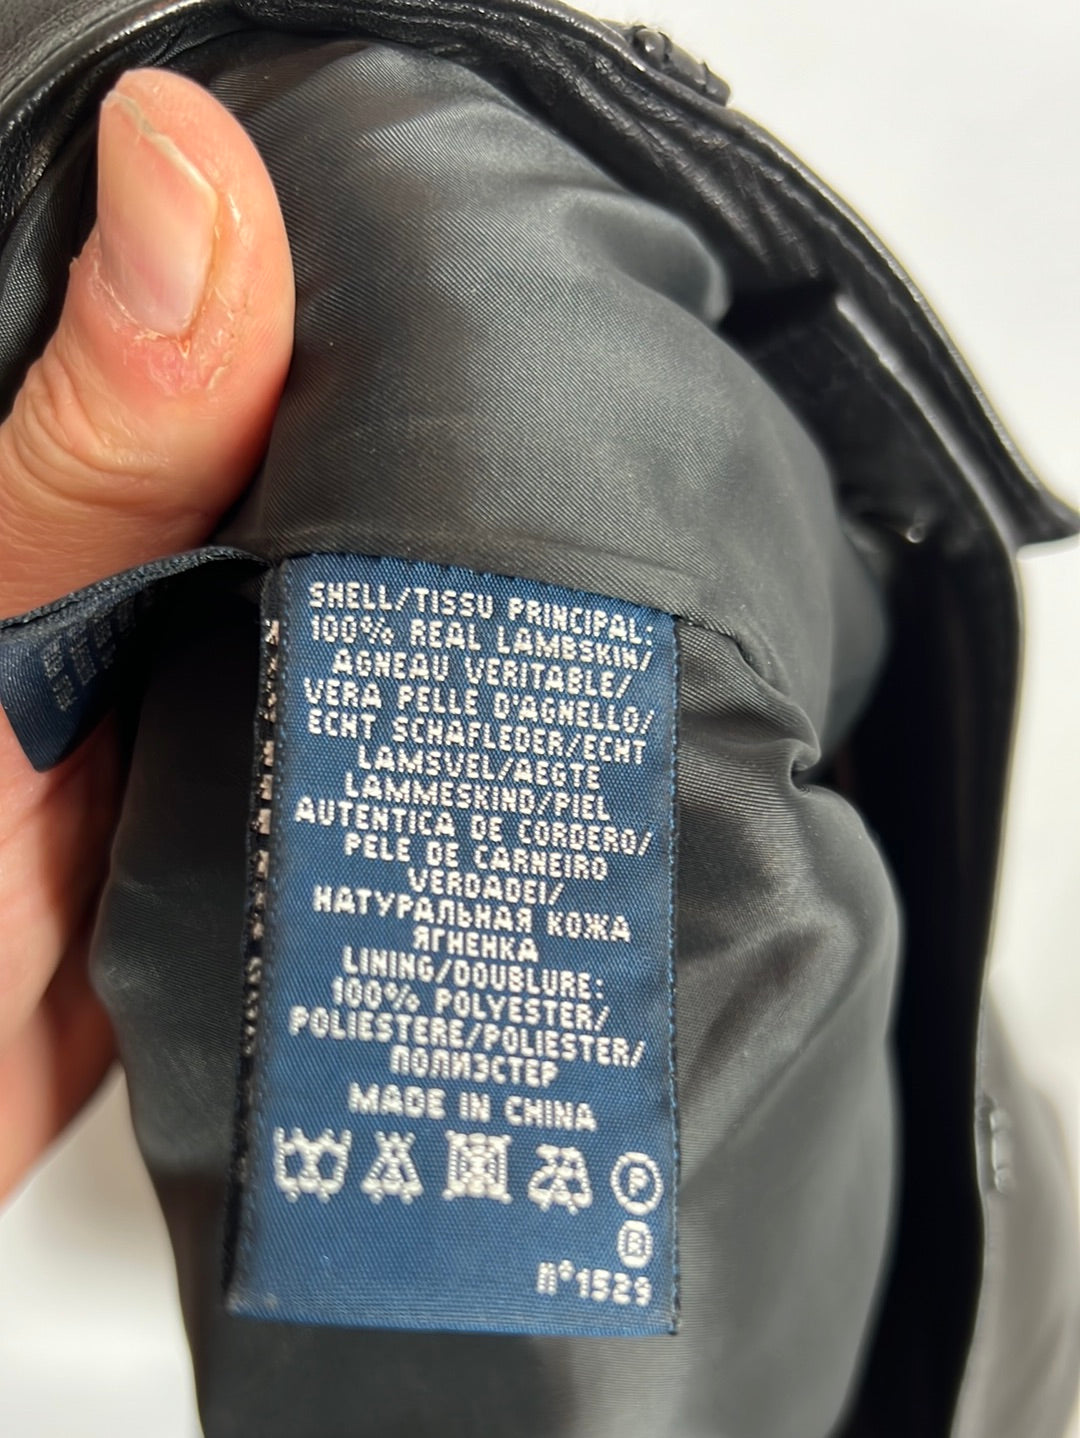 SHELL/TISSU PRINCIPAL:
100% REAL LAMBSKIN/
AGNEAU VERITABLE/
VERA PELLE D'AGNELLO/
ECHT SCHAFLEDER/ECHT
LAMSVEL/AEGTE
LAMMESKIND/PIEL
AUTENTICA DE CORDERO/
PELE DE CARNEIRO
VERDADEI/
НАТУРАЛЬНАЯ КОЖА
ЯГНЕНКА
LINING/DOUBLURE:
100% POLYESTER/
POLIESTERE/POLIESTER/
ПОЛИЭСТЕР
MADE IN CHINA
P
R
N°1529